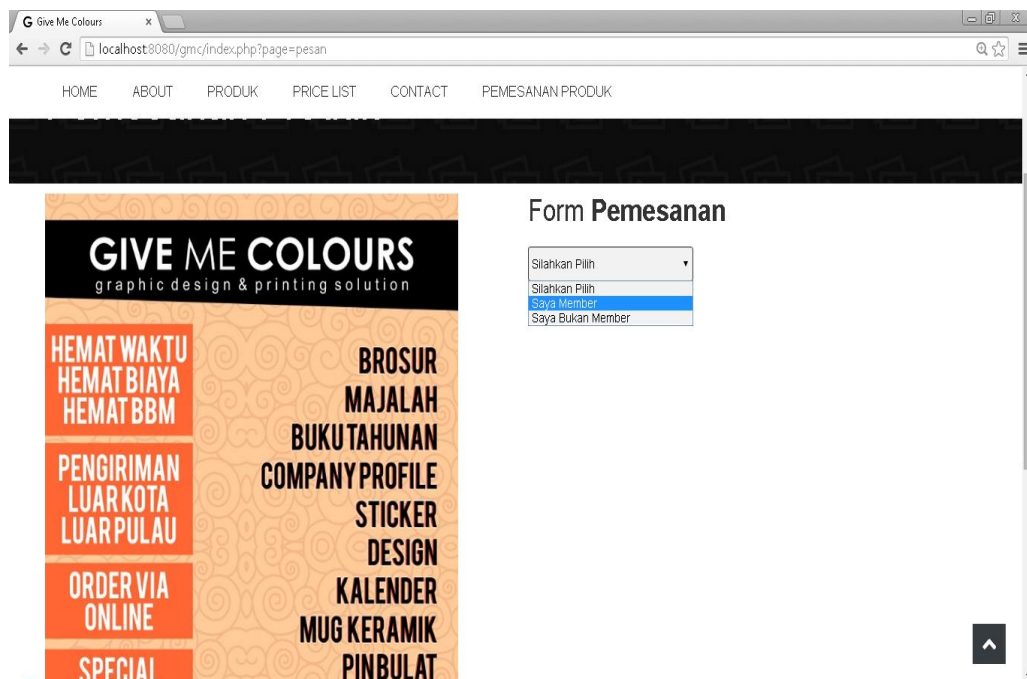 G Give Me Colours
localhost:8080/gmc/index.php?page=pesan
HOME ABOUT PRODUK PRICE LIST CONTACT PEMESANAN PRODUK
GIVE ME COLOURS
graphic design & printing solution
HEMAT WAKTU
HEMAT BIAYA
HEMAT BBM
PENGIRIMAN
LUAR KOTA
LUAR PULAU
ORDER VIA
ONLINE
SPECIAL
BROSUR
MAJALAH
BUKU TAHUNAN
COMPANY PROFILE
STICKER
DESIGN
KALENDER
MUG KERAMIK
PIN BULAT
Form Pemesanan
Silahkan Pilih
Silahkan Pilih
Saya Member
Saya Bukan Member